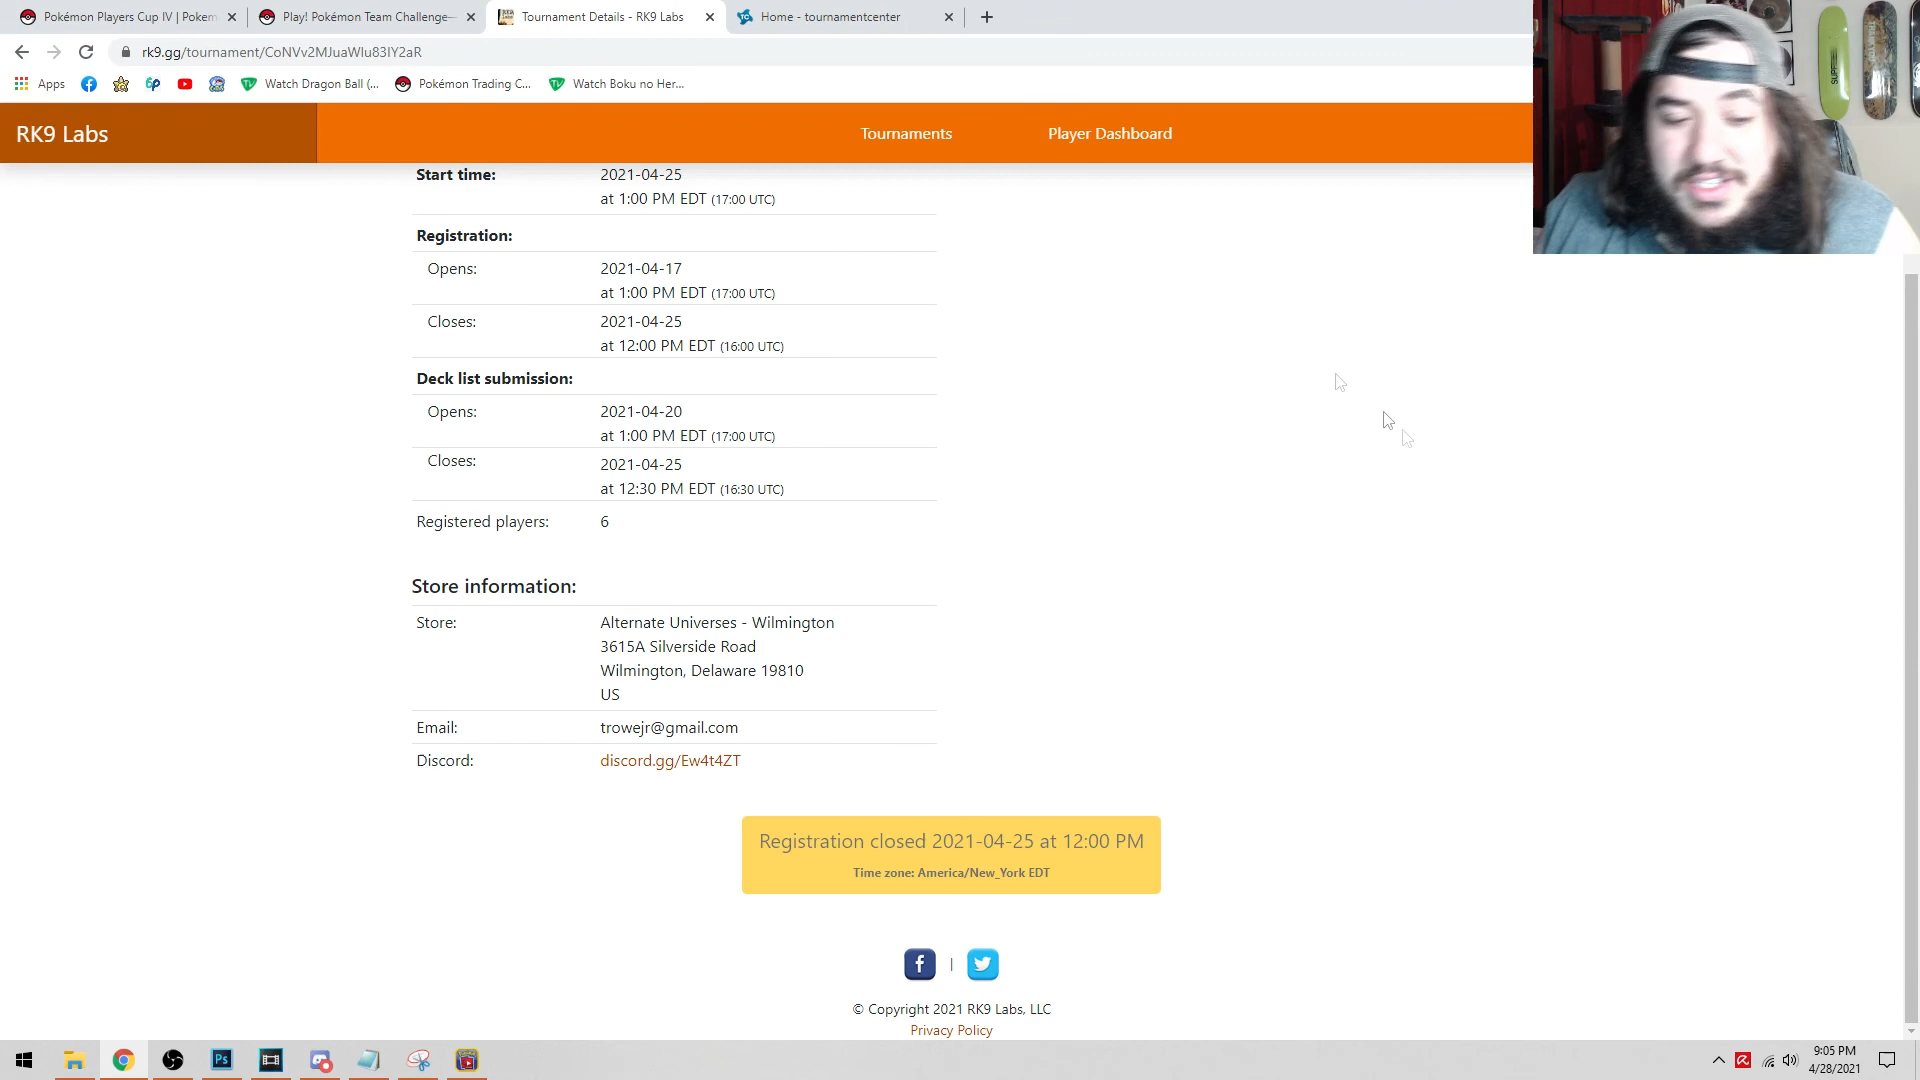 Pokémon Players Cup IV | Pokem
Play! Pokémon Team Challenge—
Tournament Details - RK9 Labs
Home - tournamentcenter
rk9.gg/tournament/CoNVv2MJuaWlu83IY2aR
Apps
Watch Dragon Ball (...
Pokémon Trading C...
Watch Boku no Her...
RK9 Labs
Tournaments
Player Dashboard
Start time: 2021-04-25
at 1:00 PM EDT (17:00 UTC)
Registration:
Opens: 2021-04-17
at 1:00 PM EDT (17:00 UTC)
Closes: 2021-04-25
at 12:00 PM EDT (16:00 UTC)
Deck list submission:
Opens: 2021-04-20
at 1:00 PM EDT (17:00 UTC)
Closes: 2021-04-25
at 12:30 PM EDT (16:30 UTC)
Registered players: 6
Store information:
Store: Alternate Universes - Wilmington
3615A Silverside Road
Wilmington, Delaware 19810
US
Email: trowejr@gmail.com
Discord: discord.gg/Ew4t4ZT
Registration closed 2021-04-25 at 12:00 PM
Time zone: America/New_York EDT
|
© Copyright 2021 RK9 Labs, LLC
Privacy Policy
Ps
9:05 PM
4/28/2021